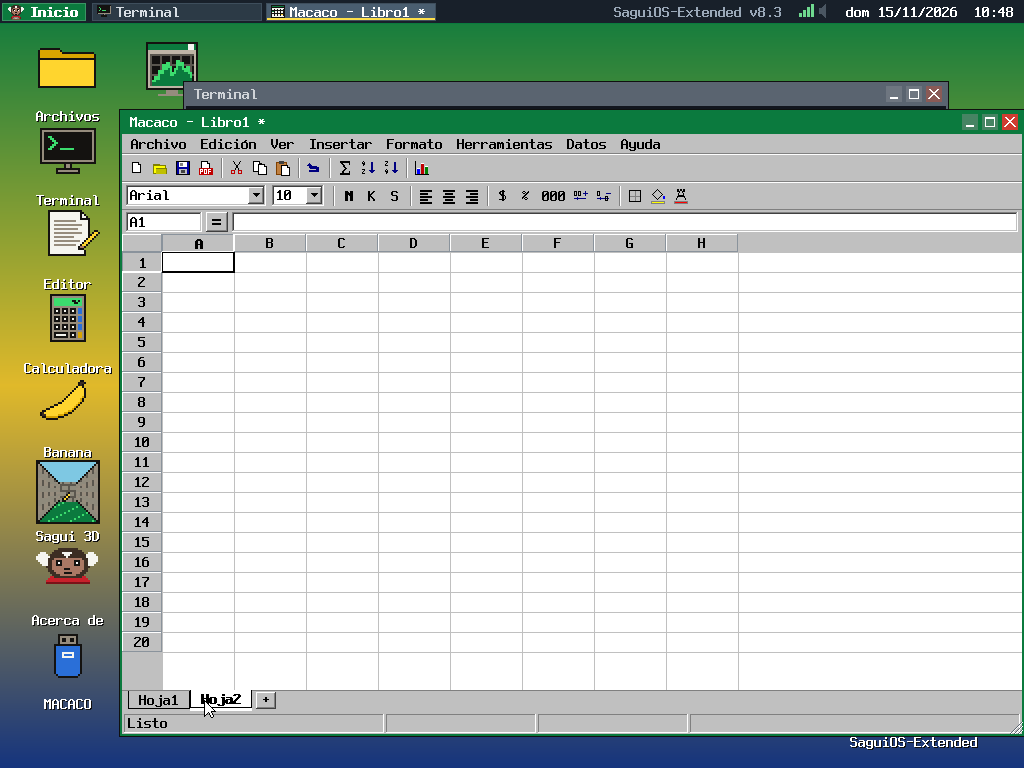 Inicio Terminal Macaco - Libro1 * SaguiOS-Extended v8.3 dom 15/11/2026 10:48
Terminal
Macaco - Libro1 *
Archivo Edición Ver Insertar Formato Herramientas Datos Ayuda
PDF
Arial 10 N K S $ % 000
A1 =
A B C D E F G H
1
2
3
4
5
6
7
8
9
10
11
12
13
14
15
16
17
18
19
20
Hoja1 Hoja2 +
Listo
Archivos
Terminal
Editor
Calculadora
Banana
Sagui 3D
Acerca de
MACACO
SaguiOS-Extended